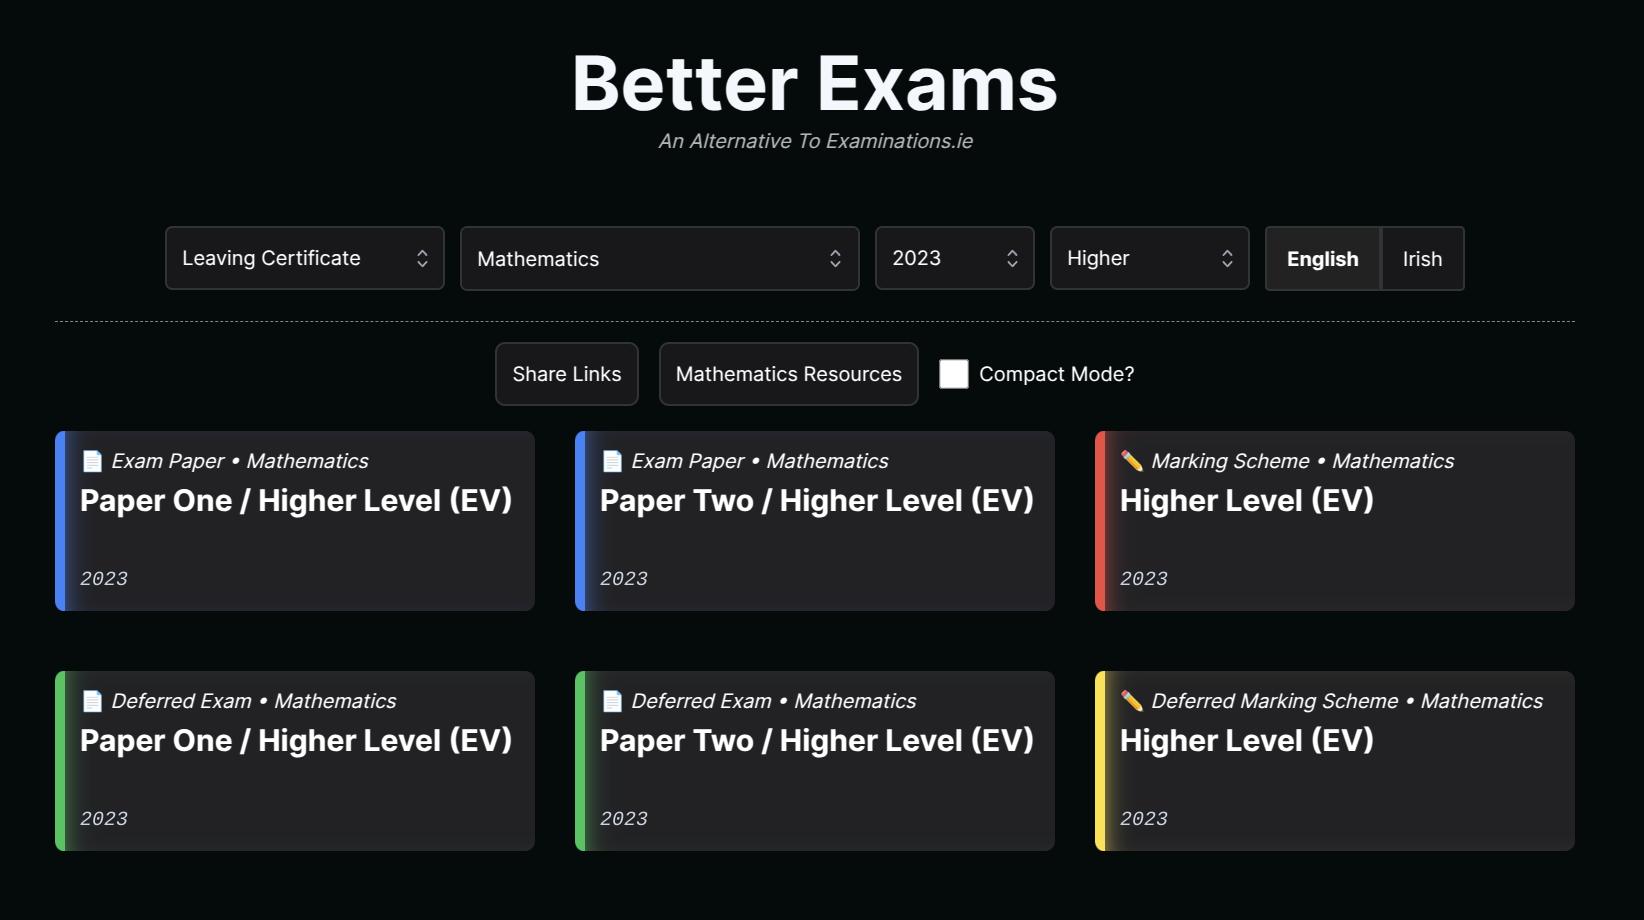 Better Exams
An Alternative To Examinations.ie
Leaving Certificate
Mathematics
2023
Higher
English
Irish
Share Links
Mathematics Resources
Compact Mode?
Exam Paper • Mathematics
Paper One / Higher Level (EV)
2023
Exam Paper • Mathematics
Paper Two / Higher Level (EV)
2023
Marking Scheme • Mathematics
Higher Level (EV)
2023
Deferred Exam • Mathematics
Paper One / Higher Level (EV)
2023
Deferred Exam • Mathematics
Paper Two / Higher Level (EV)
2023
Deferred Marking Scheme • Mathematics
Higher Level (EV)
2023